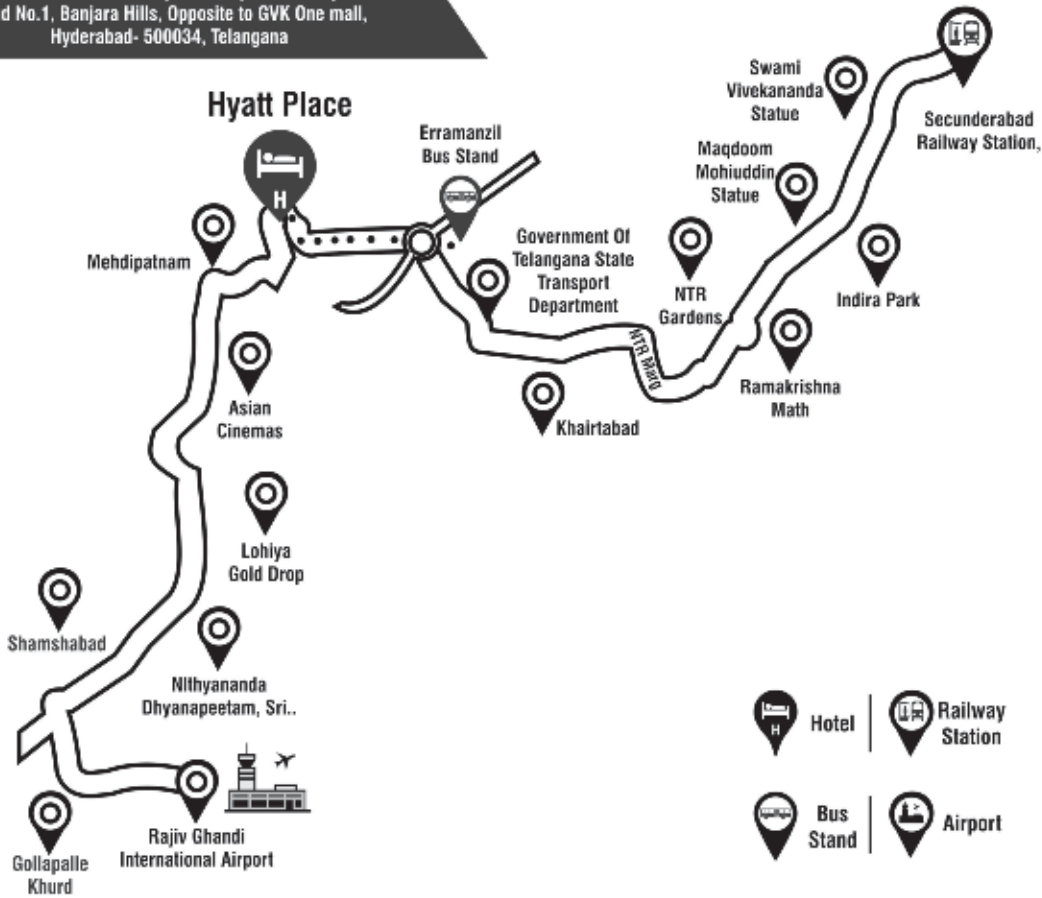 d No.1, Banjara Hills, Opposite to GVK One mall,
Hyderabad- 500034, Telangana
Hyatt Place
H
Erramanzil
Bus Stand
Swami
Vivekananda
Statue
Secunderabad
Railway Station,
Maqdoom
Mohiuddin
Statue
Mehdipatnam
Government Of
Telangana State
Transport
Department
NTR
Gardens
Indira Park
NTR Marg
Ramakrishna
Math
Khairtabad
Asian
Cinemas
Lohiya
Gold Drop
Shamshabad
NIthyananda
Dhyanapeetam, Sri..
Rajiv Ghandi
International Airport
Gollapalle
Khurd
H
Hotel
Railway
Station
Bus
Stand
Airport